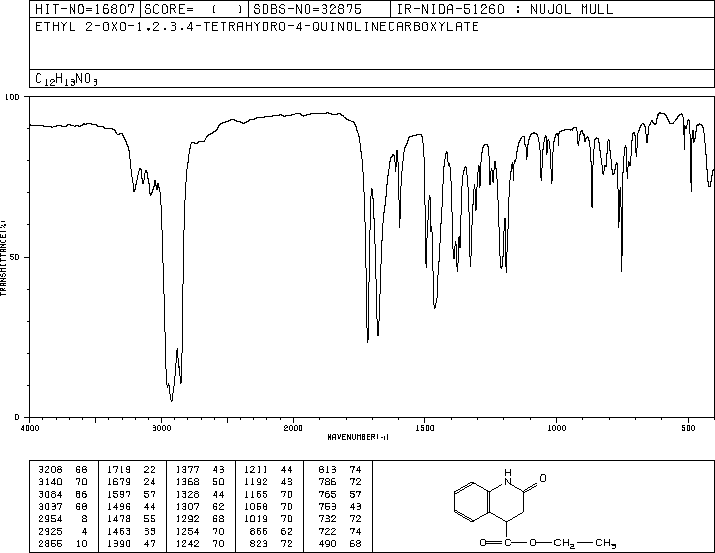 HIT-NO=16807 SCORE= ( ) SDBS-NO=32875 IR-NIDA-51260 : NUJOL MULL
ETHYL 2-OXO-1,2,3,4-TETRAHYDRO-4-QUINOLINECARBOXYLATE
C12H13NO3
100
50
0
TRANSMITTANCE(%)
4000 3000 2000 1500 1000 500
WAVENUMBER(-1)
3208 68 1719 22 1377 43 1211 44 813 74
3140 70 1679 24 1368 50 1192 43 786 72
3084 66 1597 57 1328 44 1165 70 765 57
3037 68 1496 44 1307 62 1058 70 753 43
2954 8 1478 55 1292 68 1019 70 732 72
2925 4 1463 33 1254 70 866 62 722 74
2855 10 1390 47 1242 70 823 72 490 68
H
N
O
O=C-O-CH2-CH3